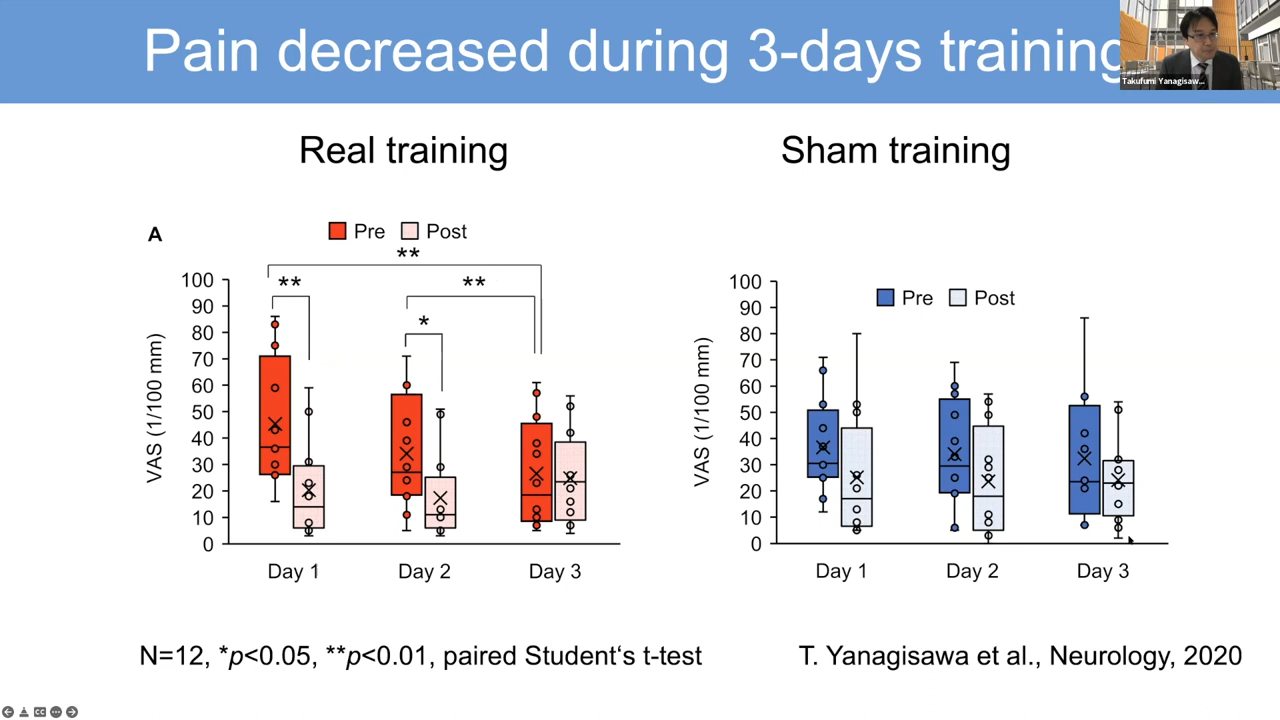 Pain decreased during 3-days training
Takufumi Yanagisaw...
Real training
Sham training
A
Pre
Post
**
**
**
*
VAS (1/100 mm)
100
90
80
70
60
50
40
30
20
10
0
Day 1
Day 2
Day 3
Pre
Post
VAS (1/100 mm)
100
90
80
70
60
50
40
30
20
10
0
Day 1
Day 2
Day 3
N=12, *p<0.05, **p<0.01, paired Student‘s t-test
T. Yanagisawa et al., Neurology, 2020